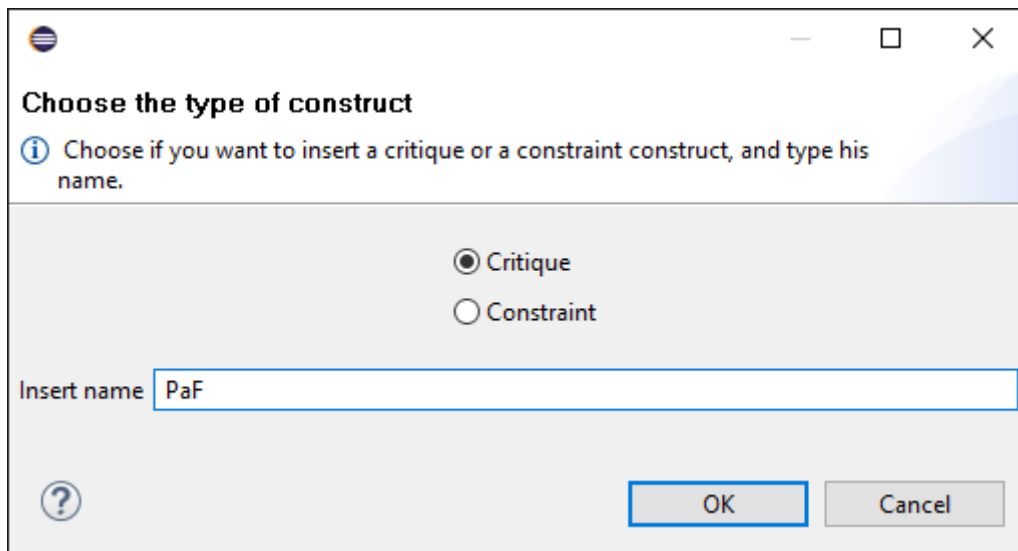 Choose the type of construct
Choose if you want to insert a critique or a constraint construct, and type his
name.
Critique
Constraint
Insert name PaF
OK Cancel